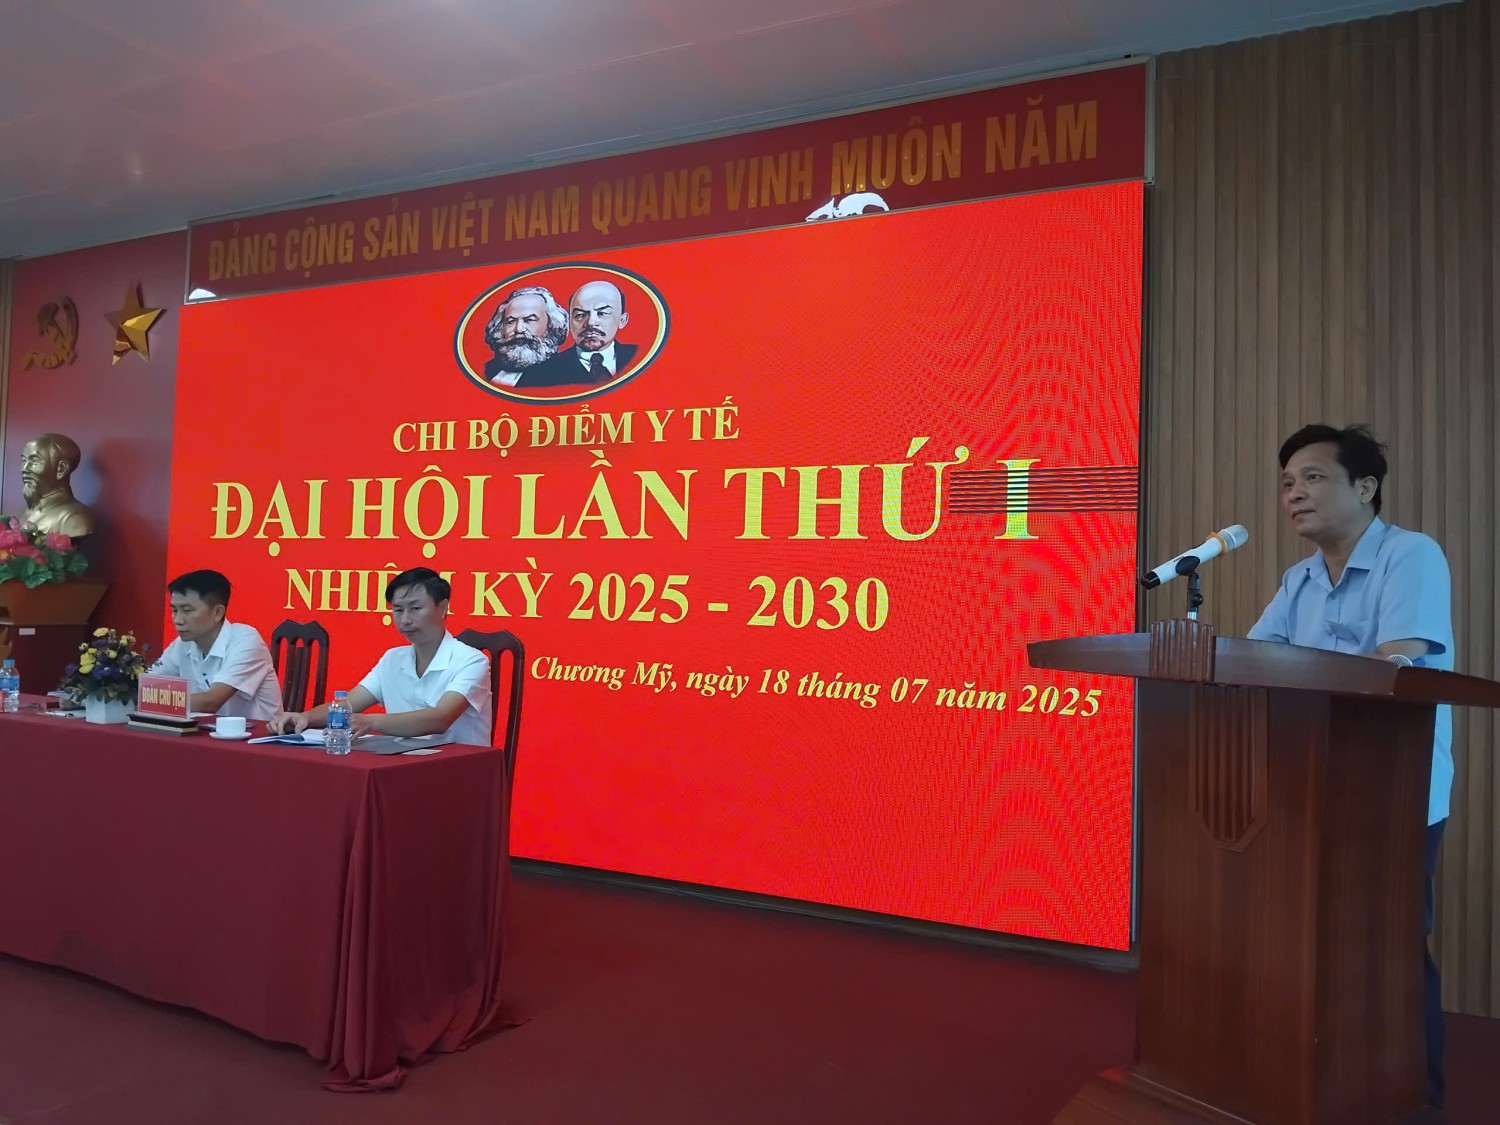 ĐẢNG CỘNG SẢN VIỆT NAM QUANG VINH MUÔN NĂM
CHI BỘ ĐIỂM Y TẾ
ĐẠI HỘI LẦN THỨ I
NHIỆM KỲ 2025 - 2030
Chương Mỹ, ngày 18 tháng 07 năm 2025
ĐOÀN CHỦ TỊCH